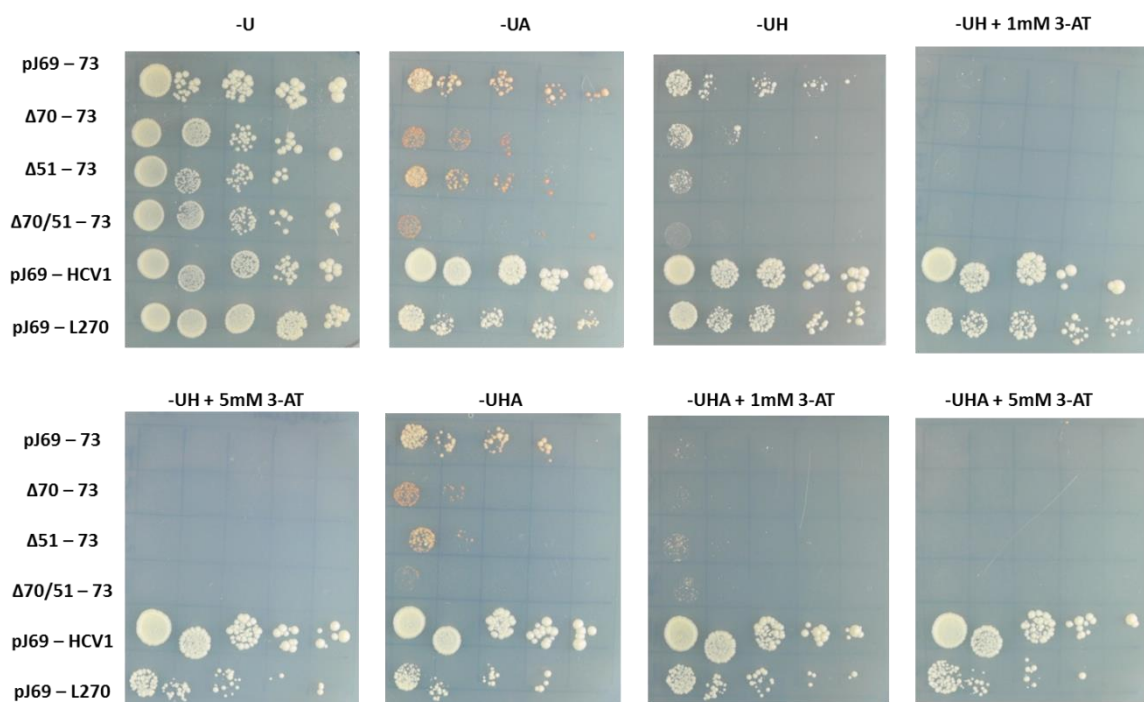 -U -UA -UH -UH + 1mM 3-AT
pJ69 – 73
Δ70 – 73
Δ51 – 73
Δ70/51 – 73
pJ69 – HCV1
pJ69 – L270
-UH + 5mM 3-AT -UHA -UHA + 1mM 3-AT -UHA + 5mM 3-AT
pJ69 – 73
Δ70 – 73
Δ51 – 73
Δ70/51 – 73
pJ69 – HCV1
pJ69 – L270